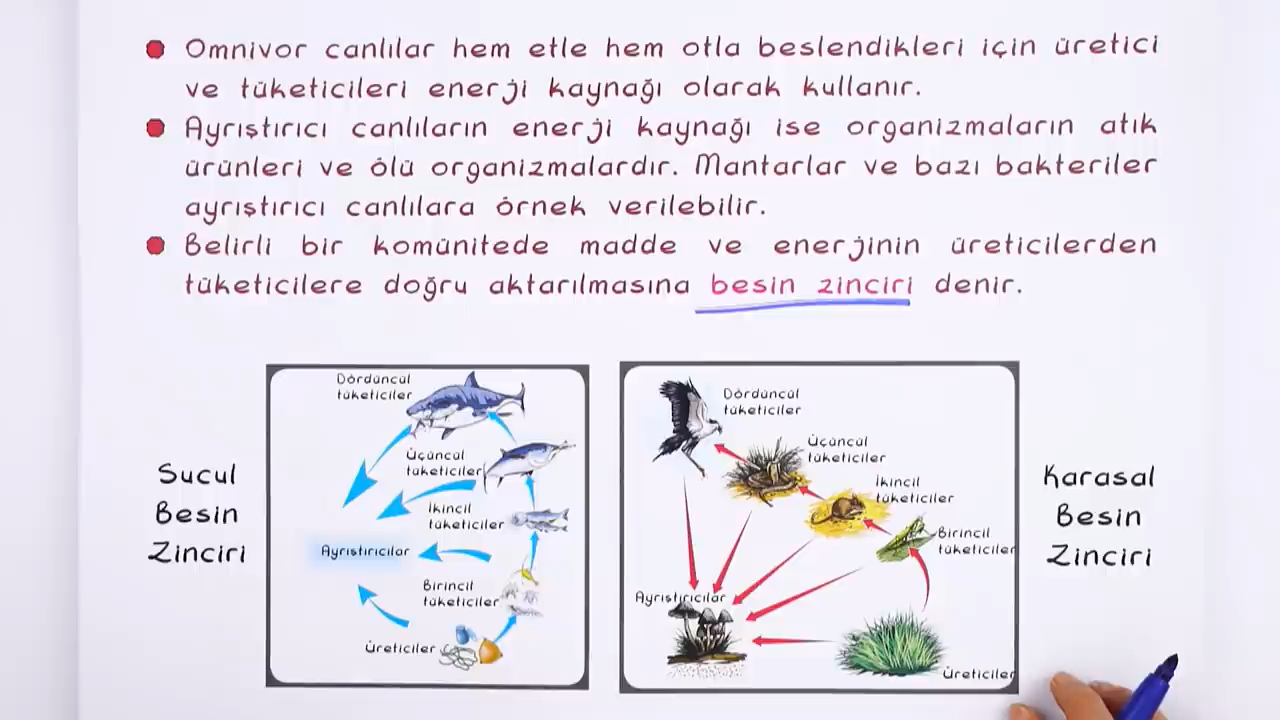 Omnivor canlılar hem etle hem otla beslendikleri için üretici
ve tüketicileri enerji kaynağı olarak kullanır.
Ayrıştırıcı canlıların enerji kaynağı ise organizmaların atık
ürünleri ve ölü organizmalardır. Mantarlar ve bazı bakteriler
ayrıştırıcı canlılara örnek verilebilir.
Belirli bir komünitede madde ve enerjinin üreticilerden
tüketicilere doğru aktarılmasına besin zinciri denir.
Sucul
Besin
Zinciri
Dördüncül
tüketiciler
Üçüncül
tüketiciler
İkincil
tüketiciler
Ayrıştırıcılar
Birincil
tüketiciler
Üreticiler
Dördüncül
tüketiciler
Üçüncül
tüketiciler
İkincil
tüketiciler
Birincil
tüketiciler
Ayrıştırıcılar
Üreticiler
Karasal
Besin
Zinciri